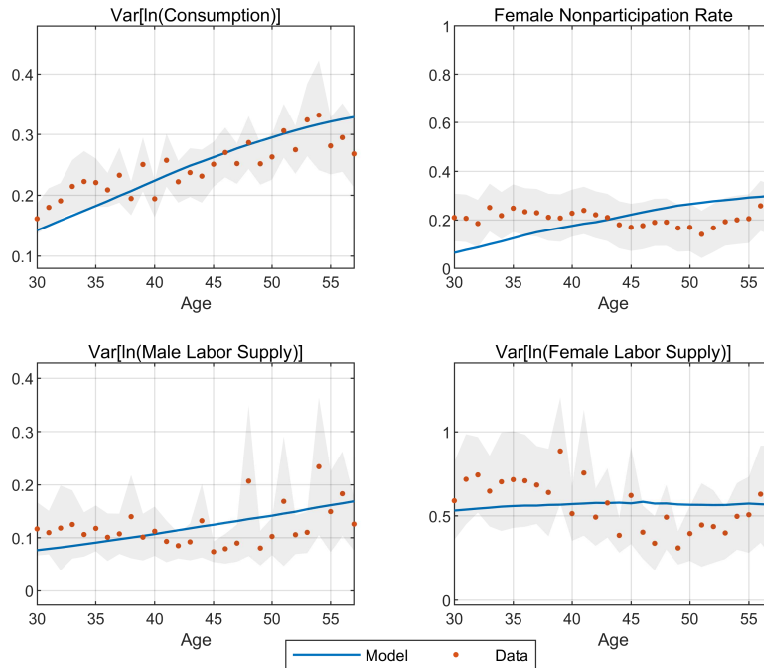 Var[ln(Consumption)]
0.4
0.3
0.2
0.1
30 35 40 45 50 55
Age
Female Nonparticipation Rate
1
0.8
0.6
0.4
0.2
0
30 35 40 45 50 55
Age
Var[ln(Male Labor Supply)]
0.4
0.3
0.2
0.1
0
30 35 40 45 50 55
Age
Var[ln(Female Labor Supply)]
1
0.5
0
30 35 40 45 50 55
Age
Model Data